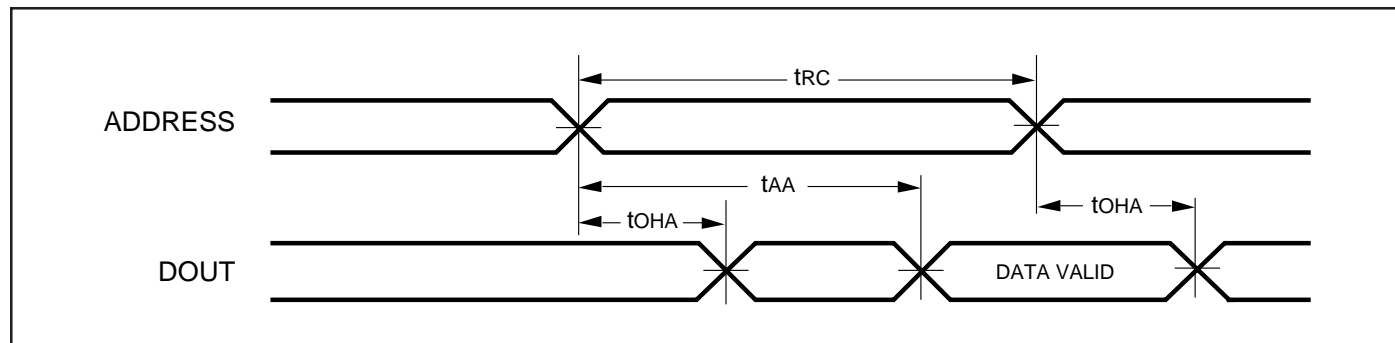 tRC
ADDRESS
tAA
tOHA
tOHA
DOUT
DATA VALID